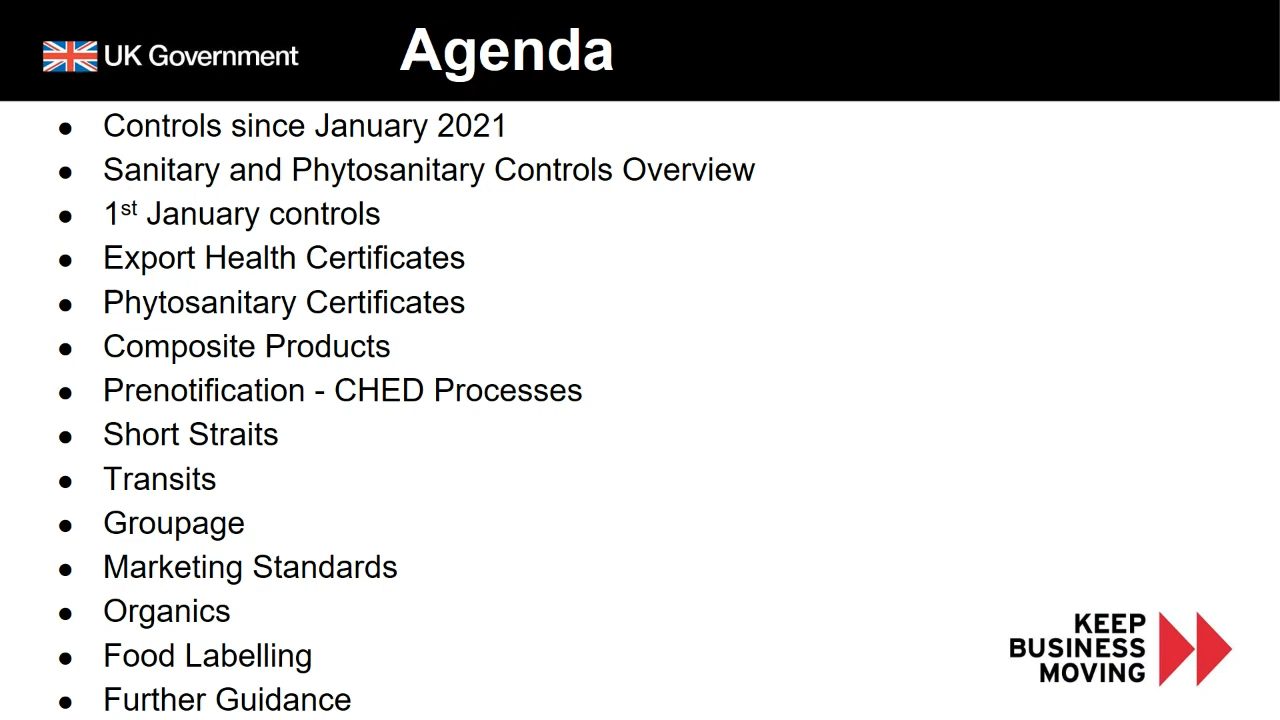 UK Government
Agenda
● Controls since January 2021
● Sanitary and Phytosanitary Controls Overview
● 1st January controls
● Export Health Certificates
● Phytosanitary Certificates
● Composite Products
● Prenotification - CHED Processes
● Short Straits
● Transits
● Groupage
● Marketing Standards
● Organics
● Food Labelling
● Further Guidance
KEEP
BUSINESS
MOVING